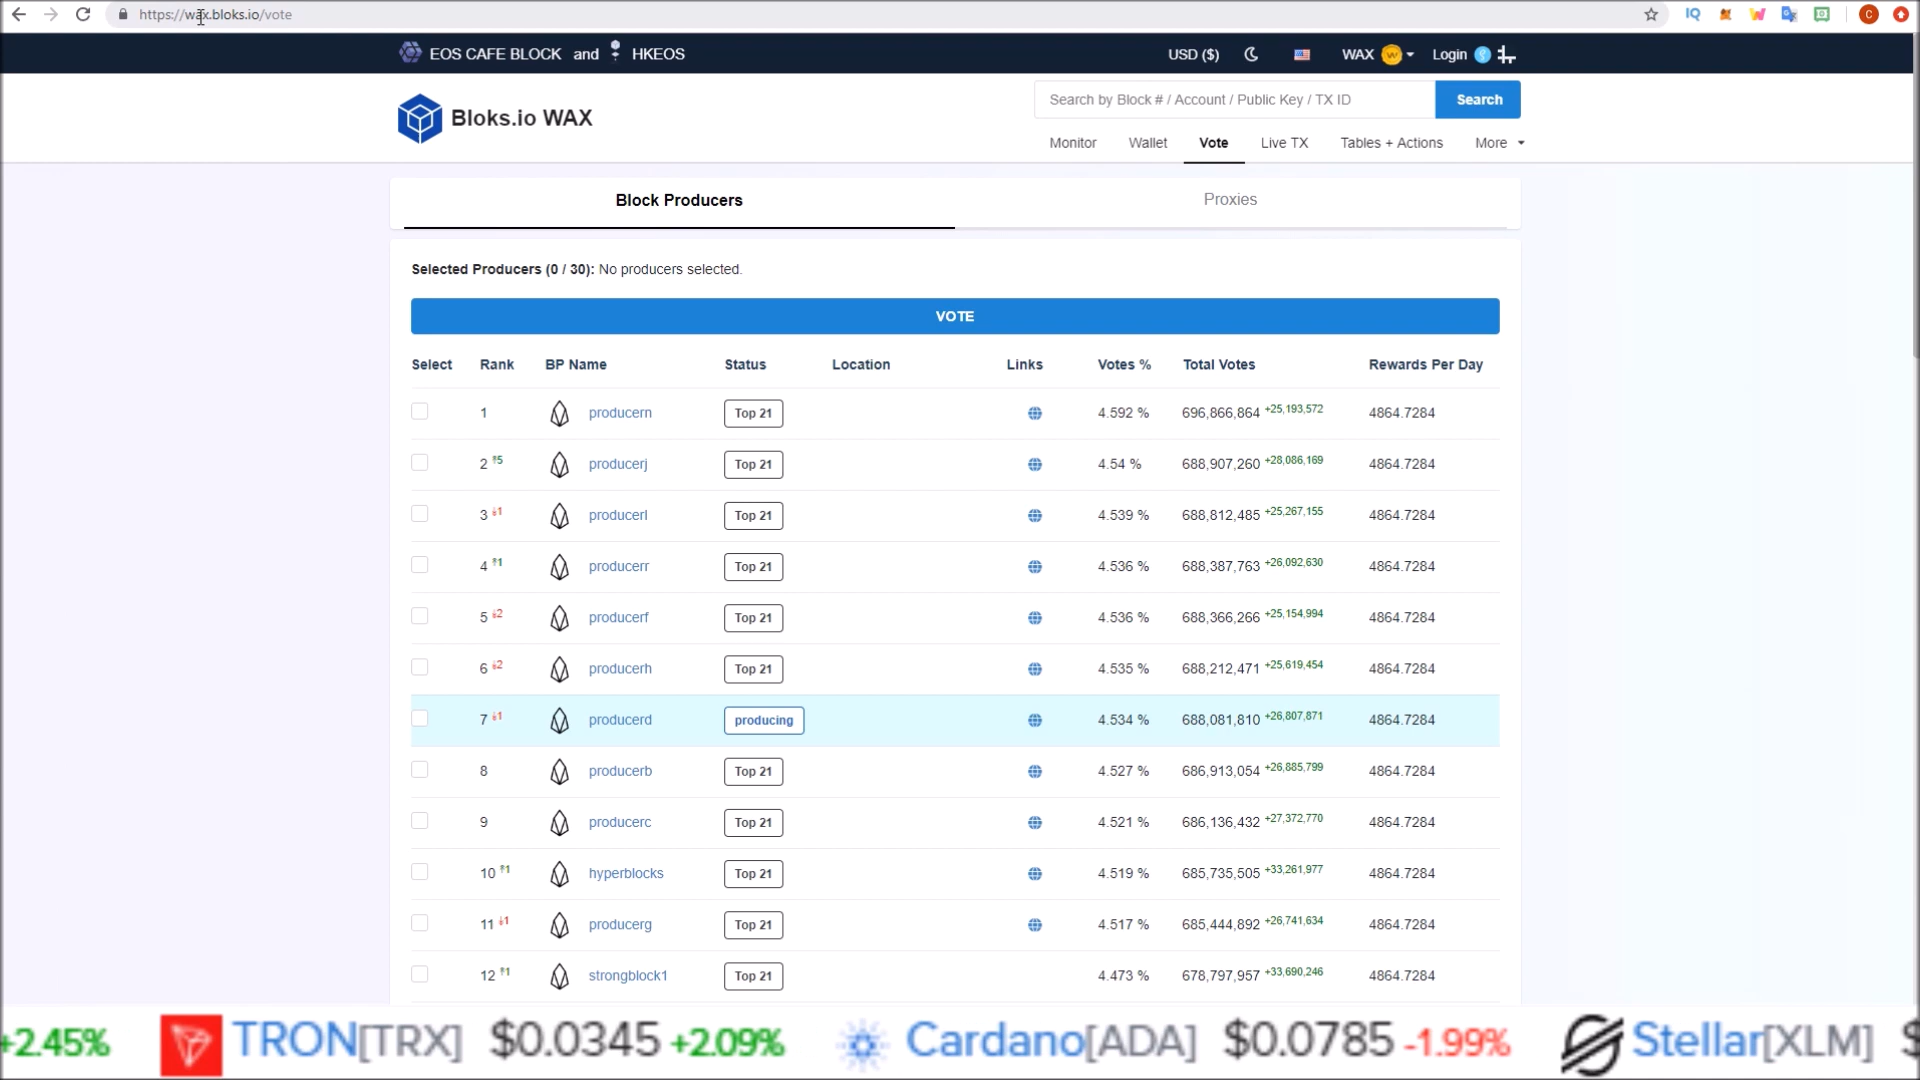 https://wax.bloks.io/vote
EOS CAFE BLOCK and HKEOS
USD ($) WAX Login
Bloks.io WAX
Search by Block # / Account / Public Key / TX ID Search
Monitor Wallet Vote Live TX Tables + Actions More
Block Producers Proxies
Selected Producers (0 / 30): No producers selected.
VOTE
Select Rank BP Name Status Location Links Votes % Total Votes Rewards Per Day
1 producern Top 21 4.592 % 696,866,864 +25,193,572 4864.7284
2 5 producerj Top 21 4.54 % 688,907,260 +28,086,169 4864.7284
3 1 producerl Top 21 4.539 % 688,812,485 +25,267,155 4864.7284
4 1 producerr Top 21 4.536 % 688,387,763 +26,092,630 4864.7284
5 2 producerf Top 21 4.536 % 688,366,266 +25,154,994 4864.7284
6 2 producerh Top 21 4.535 % 688,212,471 +25,619,454 4864.7284
7 1 producerd producing 4.534 % 688,081,810 +26,807,871 4864.7284
8 producerb Top 21 4.527 % 686,913,054 +26,885,799 4864.7284
9 producerc Top 21 4.521 % 686,136,432 +27,372,770 4864.7284
10 1 hyperblocks Top 21 4.519 % 685,735,505 +33,261,977 4864.7284
11 1 producerg Top 21 4.517 % 685,444,892 +26,741,634 4864.7284
12 1 strongblock1 Top 21 4.473 % 678,797,957 +33,690,246 4864.7284
+2.45% TRON[TRX] $0.0345 +2.09% Cardano[ADA] $0.0785 -1.99% Stellar[XLM] $